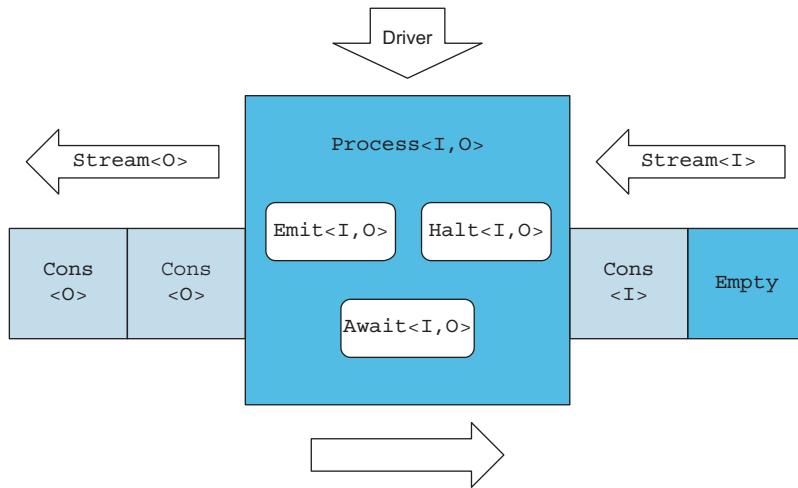 Driver
Process<I,O>
Stream<O>
Stream<I>
Emit<I,O>
Halt<I,O>
Cons
<O>
Cons
<O>
Cons
<I>
Empty
Await<I,O>